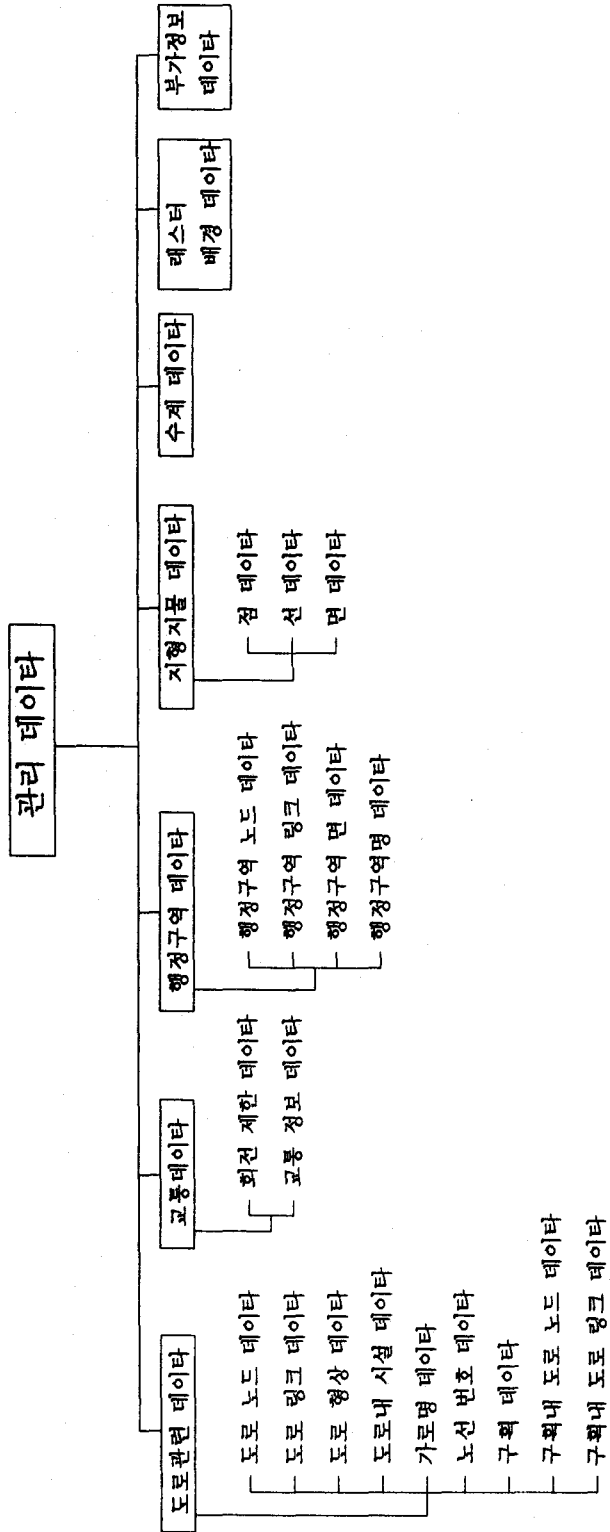 관리 데이타
도로관련 데이타
도로 노드 데이타
도로 링크 데이타
도로 형상 데이타
도로내 시설 데이타
가로명 데이타
노선 번호 데이타
구획 데이타
구획내 도로 노드 데이타
구획내 도로 링크 데이타
교통데이타
회전 제한 데이타
교통 정보 데이타
행정구역 데이타
행정구역 노드 데이타
행정구역 링크 데이타
행정구역 면 데이타
행정구역명 데이타
지형지물 데이타
점 데이타
선 데이타
면 데이타
수계 데이타
래스터
배경 데이타
부가정보
데이타